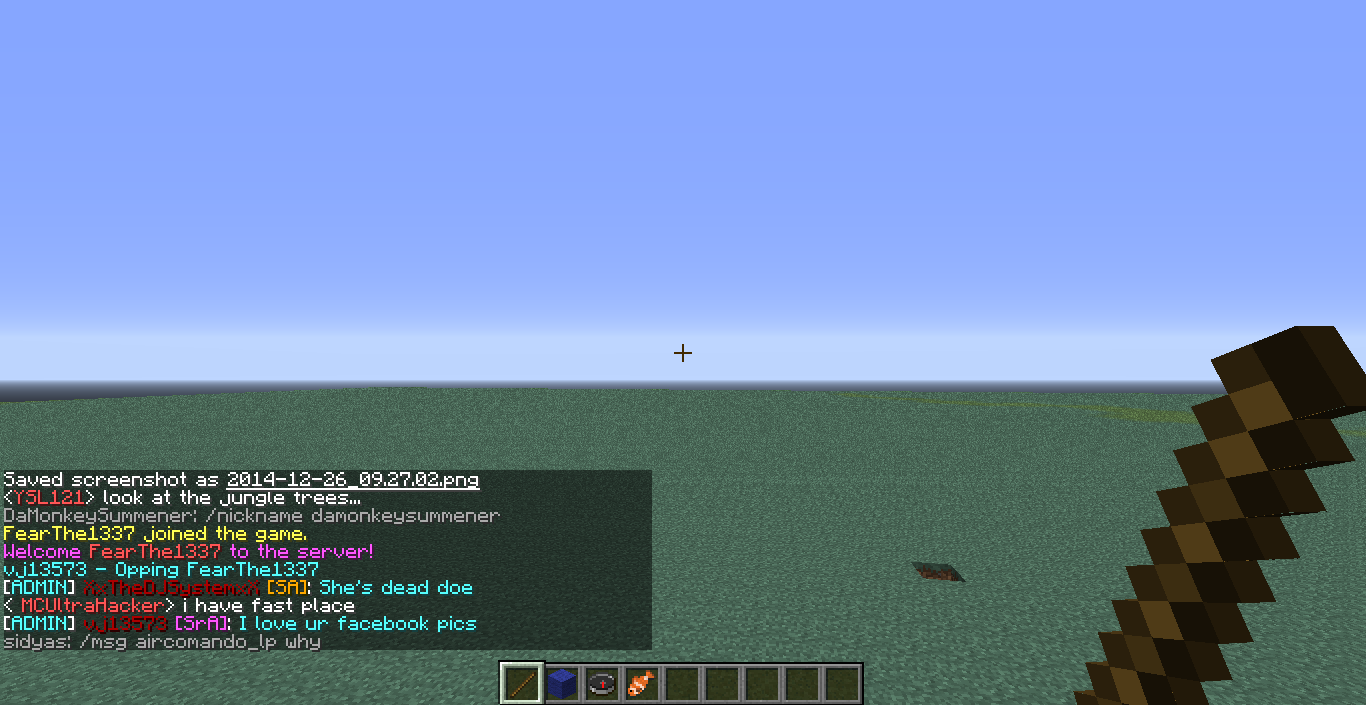 Saved screenshot as 2014-12-26_09.27.02.png
<YSL121> look at the jungle trees...
DaMonkeySummener: /nickname damonkeysummener
FearThe1337 joined the game.
Welcome FearThe1337 to the server!
vj13573 - Opping FearThe1337
[ADMIN] XxTheDJSystemxX [SA]: She's dead doe
< MCUltraHacker> i have fast place
[ADMIN] vj13573 [SrA]: I love ur facebook pics
sidyas: /msg aircomando_lp why